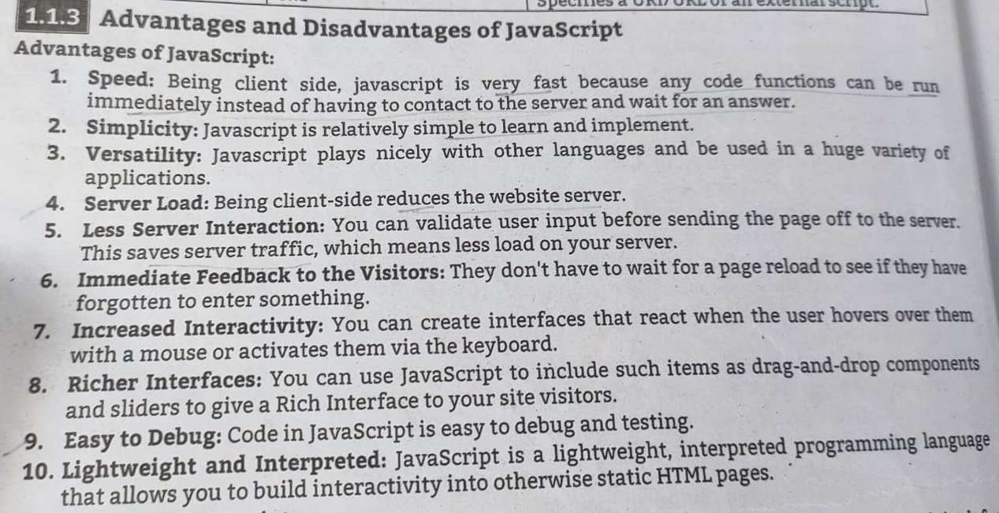 Specifies a URI/URL of an external script.
1.1.3 Advantages and Disadvantages of JavaScript
Advantages of JavaScript:
1. Speed: Being client side, javascript is very fast because any code functions can be run
immediately instead of having to contact to the server and wait for an answer.
2. Simplicity: Javascript is relatively simple to learn and implement.
3. Versatility: Javascript plays nicely with other languages and be used in a huge variety of
applications.
4. Server Load: Being client-side reduces the website server.
5. Less Server Interaction: You can validate user input before sending the page off to the server.
This saves server traffic, which means less load on your server.
6. Immediate Feedback to the Visitors: They don't have to wait for a page reload to see if they have
forgotten to enter something.
7. Increased Interactivity: You can create interfaces that react when the user hovers over them
with a mouse or activates them via the keyboard.
8. Richer Interfaces: You can use JavaScript to include such items as drag-and-drop components
and sliders to give a Rich Interface to your site visitors.
9. Easy to Debug: Code in JavaScript is easy to debug and testing.
10. Lightweight and Interpreted: JavaScript is a lightweight, interpreted programming language
that allows you to build interactivity into otherwise static HTML pages.